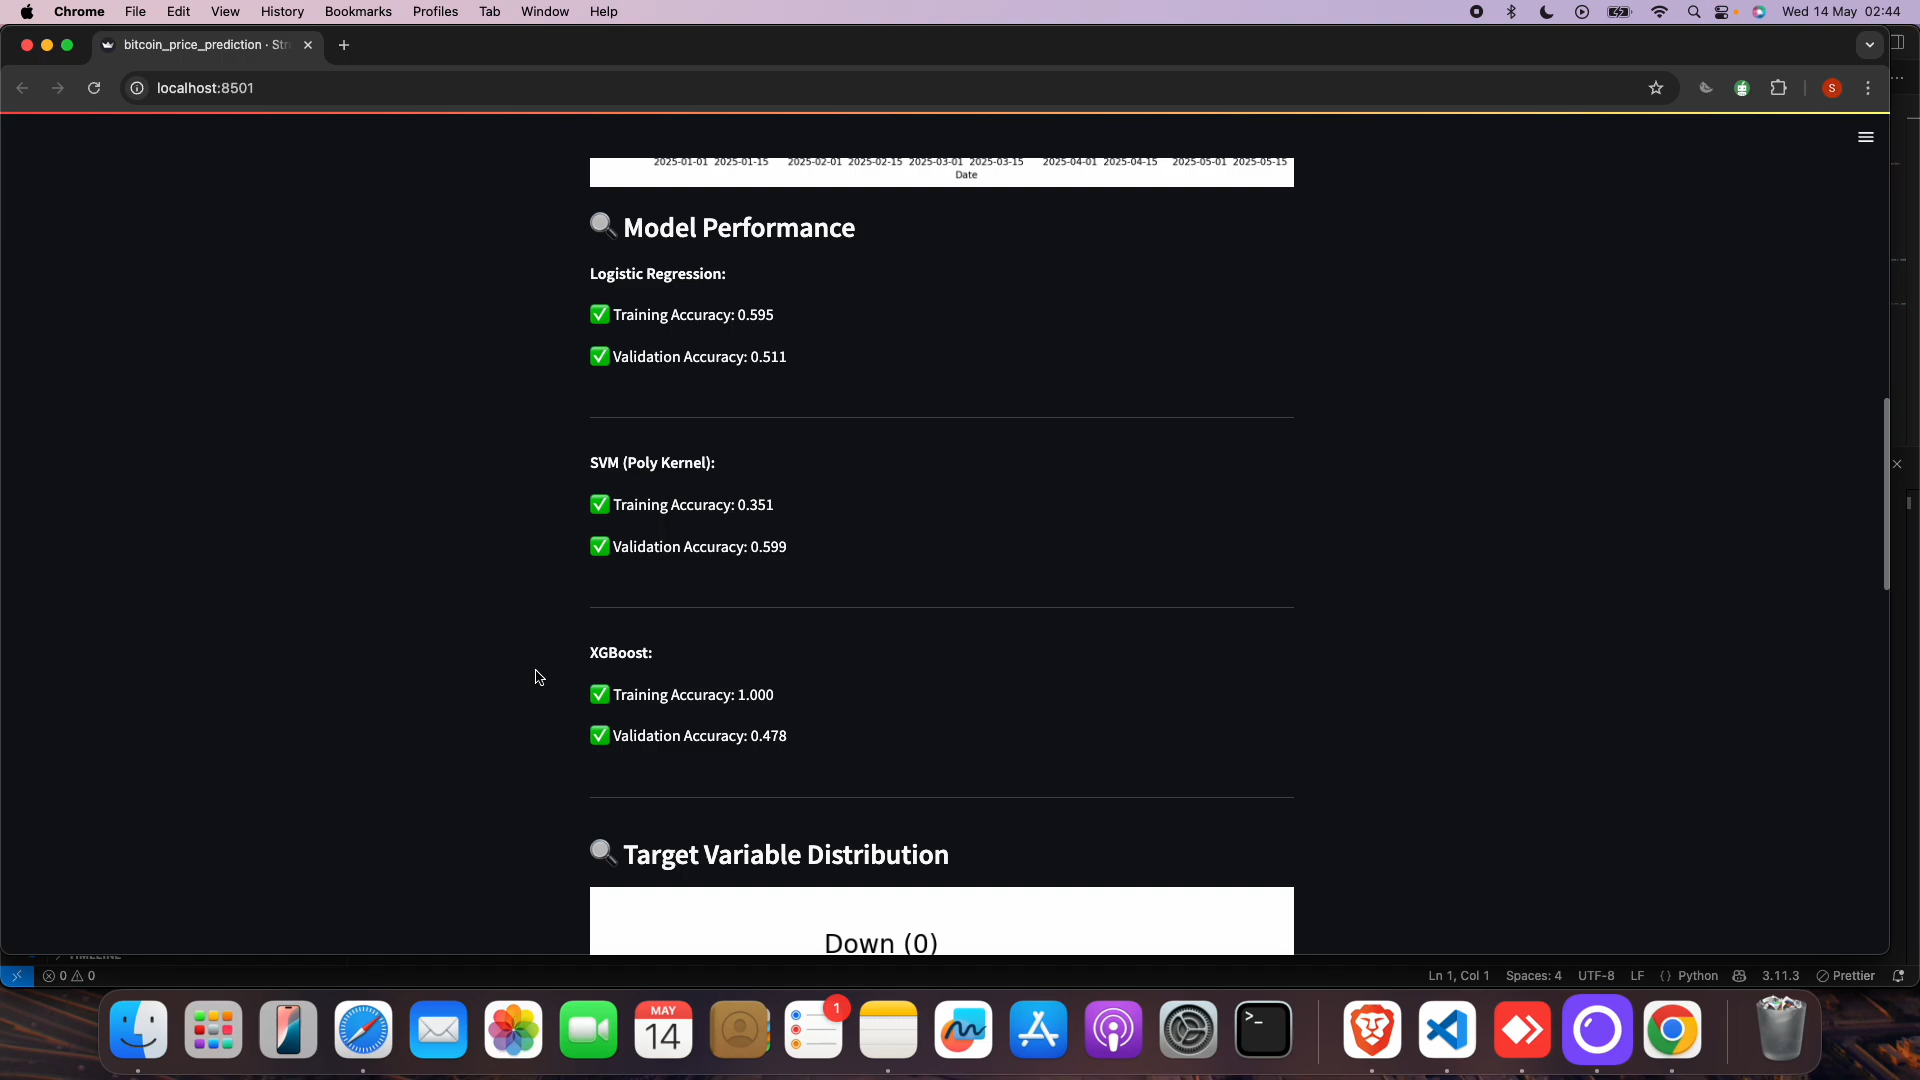 Chrome File Edit View History Bookmarks Profiles Tab Window Help Wed 14 May 02:44
bitcoin_price_prediction · Str
localhost:8501
S
2025-01-01 2025-01-15 2025-02-01 2025-02-15 2025-03-01 2025-03-15 2025-04-01 2025-04-15 2025-05-01 2025-05-15
Date
Model Performance
Logistic Regression:
Training Accuracy: 0.595
Validation Accuracy: 0.511
SVM (Poly Kernel):
Training Accuracy: 0.351
Validation Accuracy: 0.599
XGBoost:
Training Accuracy: 1.000
Validation Accuracy: 0.478
Target Variable Distribution
Down (0)
TIMELINE
0 0 Ln 1, Col 1 Spaces: 4 UTF-8 LF {} Python 3.11.3 Prettier
MAY
14
1
>_